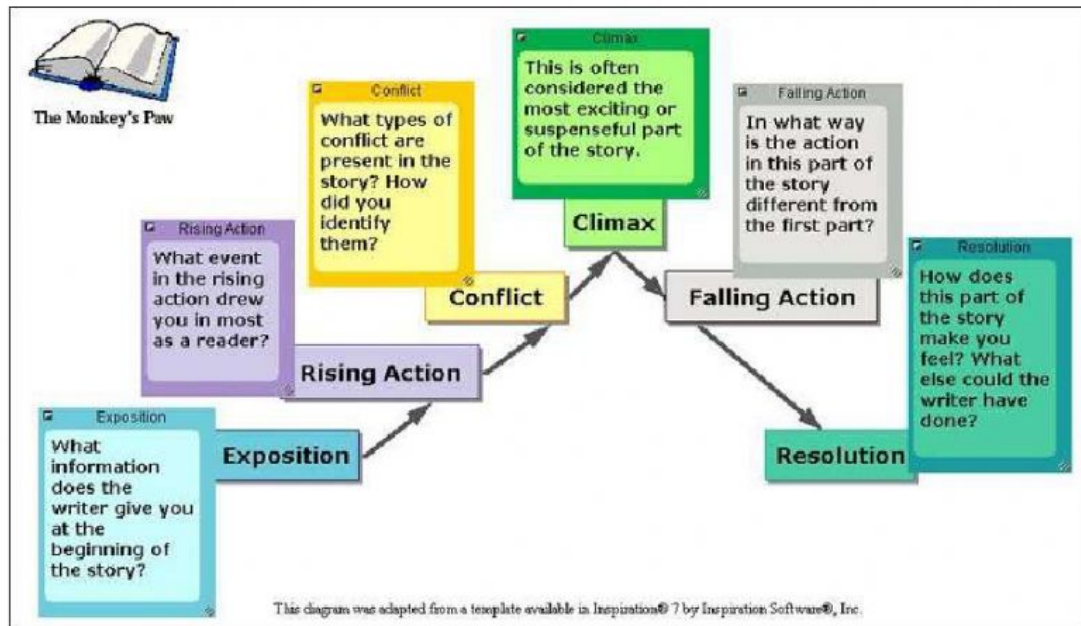 The Monkey's Paw
Climax
This is often
considered the
most exciting or
suspenseful part
of the story.
Climax
Conflict
What types of
conflict are
present in the
story? How
did you
identify
them?
Conflict
Falling Action
In what way
is the action
in this part of
the story
different from
the first part?
Falling Action
Rising Action
What event
in the rising
action drew
you in most
as a reader?
Rising Action
Resolution
How does
this part of
the story
make you
feel? What
else could the
writer have
done?
Resolution
Exposition
What
information
does the
writer give you
at the
beginning of
the story?
Exposition
This diagram was adapted from a template available in Inspiration® 7 by Inspiration Software®, Inc.